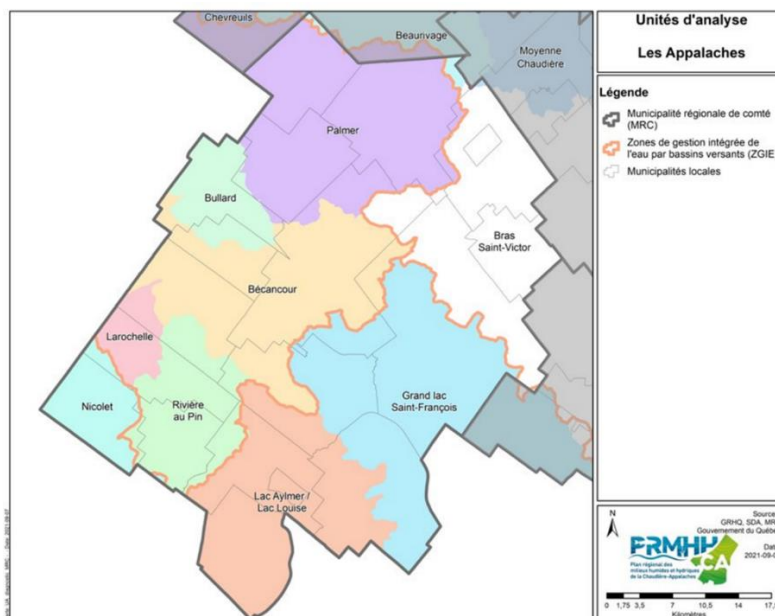 Chevreuils
Beaurivage
Moyenne
Chaudière
Palmer
Bullard
Bras
Saint-Victor
Bécancour
Larochelle
Grand lac
Saint-François
Nicolet
Rivière
au Pin
Lac Aylmer /
Lac Louise
Unités d'analyse
Les Appalaches
Légende
Municipalité régionale de comté
(MRC)
Zones de gestion intégrée de
l'eau par bassins versants (ZGIE
Municipalités locales
N
Source
GRHQ, SDA, MR
Gouvernement du Québe
Dat
2021-09-0
PRMHH
CA
Plan régional des
milieux humides et hydriques
de la Chaudière-Appalaches
0 1,75 3,5 7 10,5 14 17,
Kilomètres